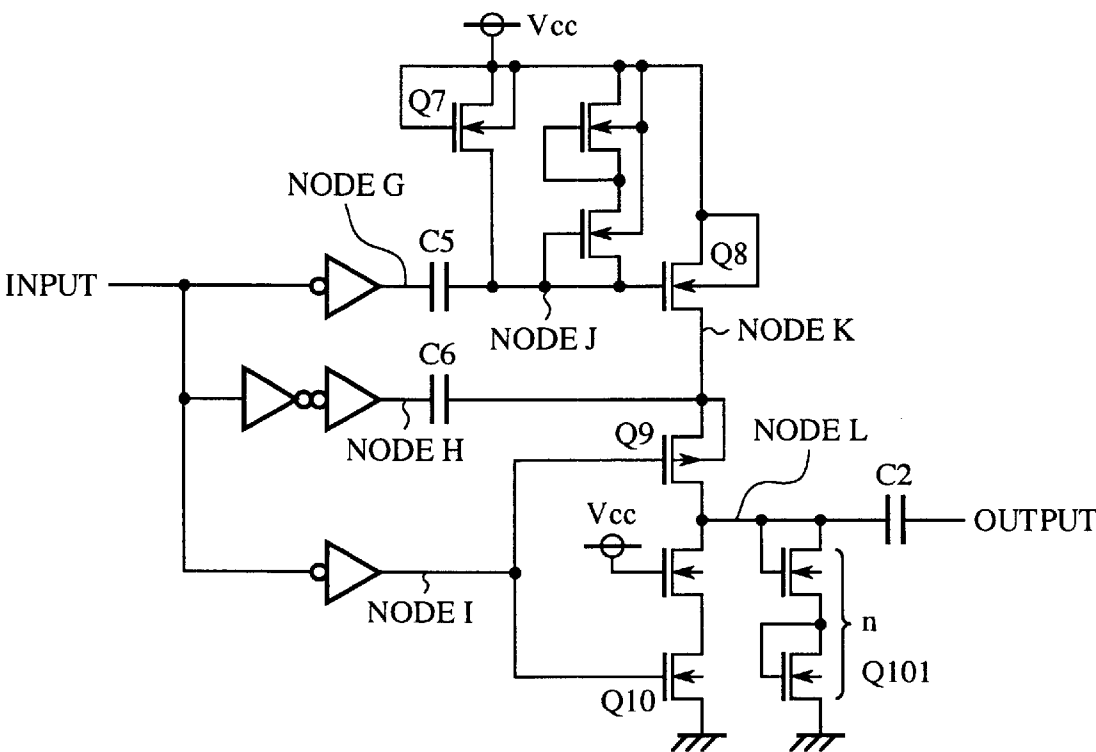 Vcc
Q7
NODE G
C5
Q8
INPUT
NODE J
NODE K
C6
NODE H
Q9
NODE L
C2
Vcc
OUTPUT
NODE I
n
Q10
Q101